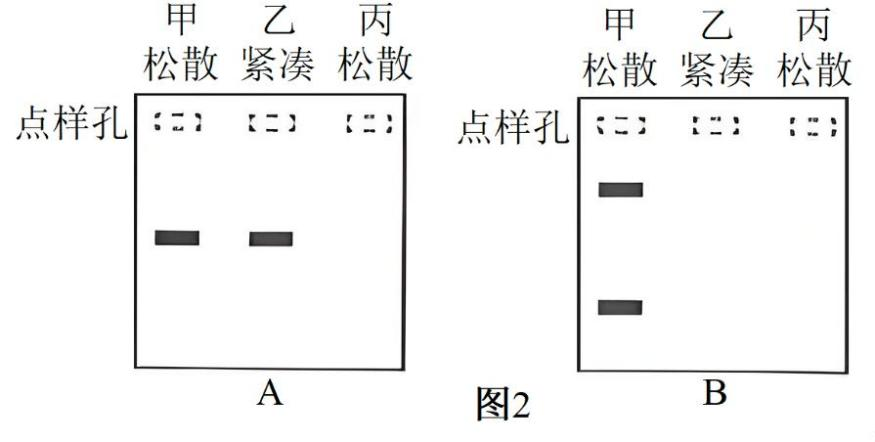 甲 乙 丙
松散 紧凑 松散
点样孔
A
甲 乙 丙
松散 紧凑 松散
点样孔
B
图2